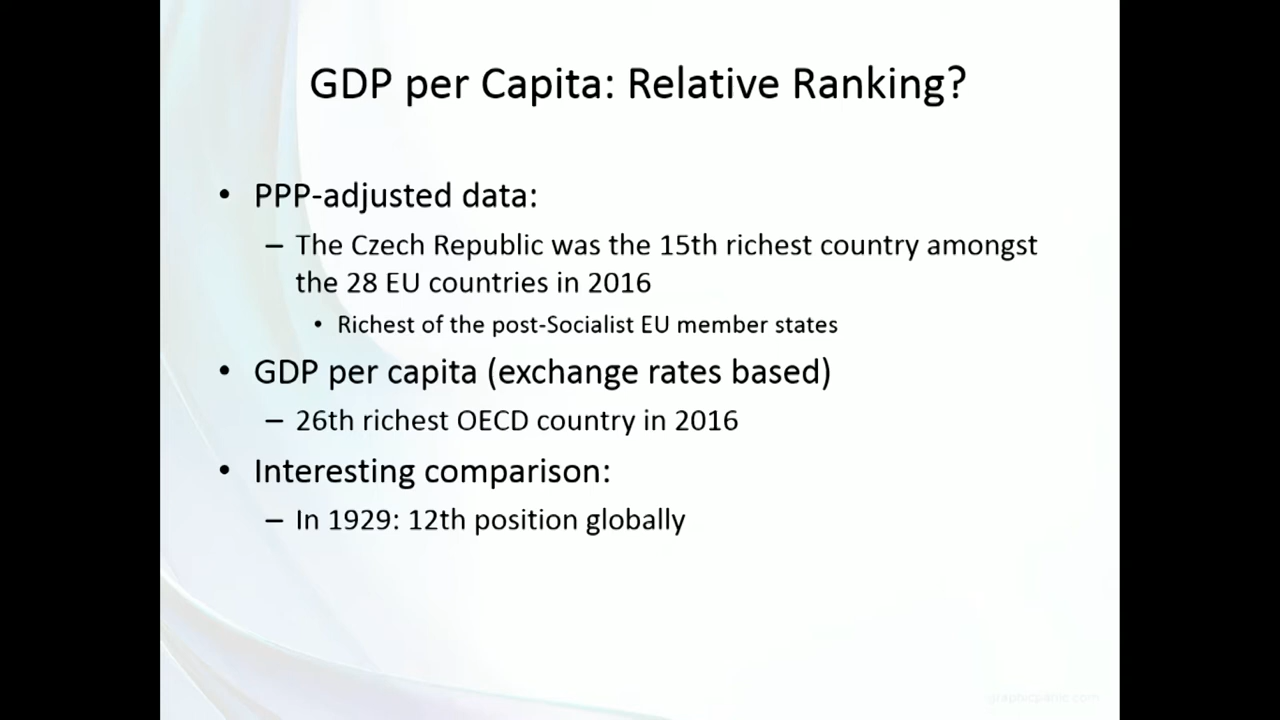 GDP per Capita: Relative Ranking?
• PPP-adjusted data:
– The Czech Republic was the 15th richest country amongst
the 28 EU countries in 2016
• Richest of the post-Socialist EU member states
• GDP per capita (exchange rates based)
– 26th richest OECD country in 2016
• Interesting comparison:
– In 1929: 12th position globally